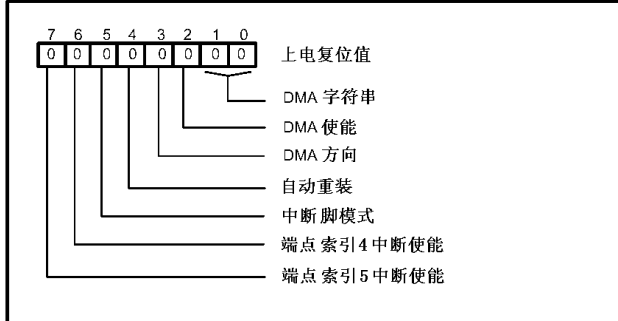 7 6 5 4 3 2 1 0
0 0 0 0 0 0 0 0 上电复位值
DMA 字符串
DMA 使能
DMA 方向
自动重装
中断脚模式
端点索引4中断使能
端点索引5中断使能